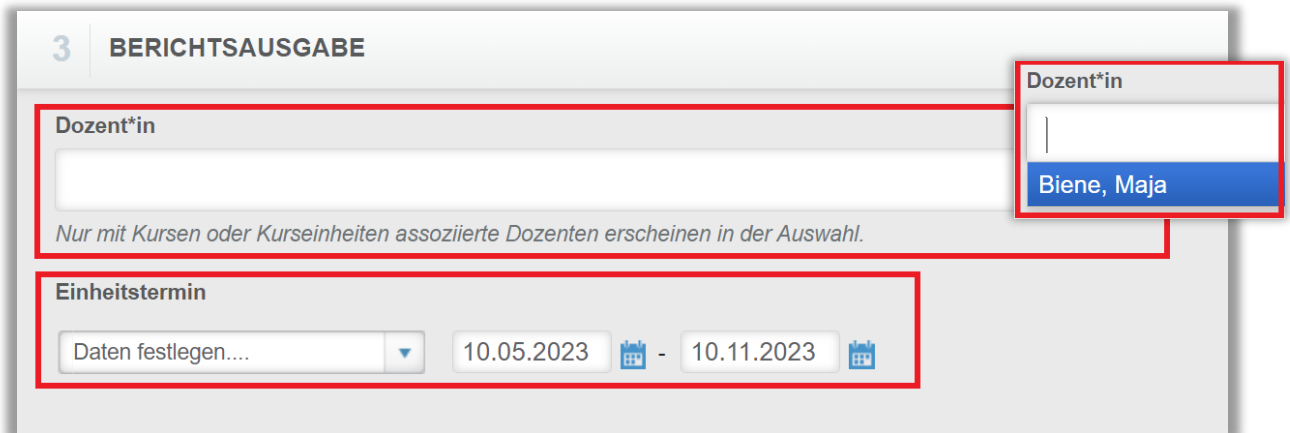 3 BERICHTSAUSGABE
Dozent*in
Nur mit Kursen oder Kurseinheiten assoziierte Dozenten erscheinen in der Auswahl.
Dozent*in
Biene, Maja
Einheitstermin
Daten festlegen.... 10.05.2023 - 10.11.2023